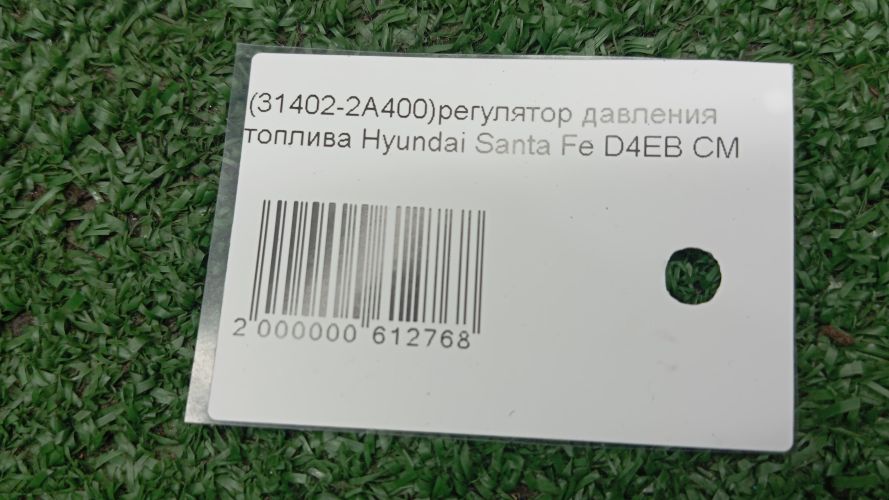 (31402-2A400)регулятор давления
топлива Hyundai Santa Fe D4EB CM
2 000000 612768